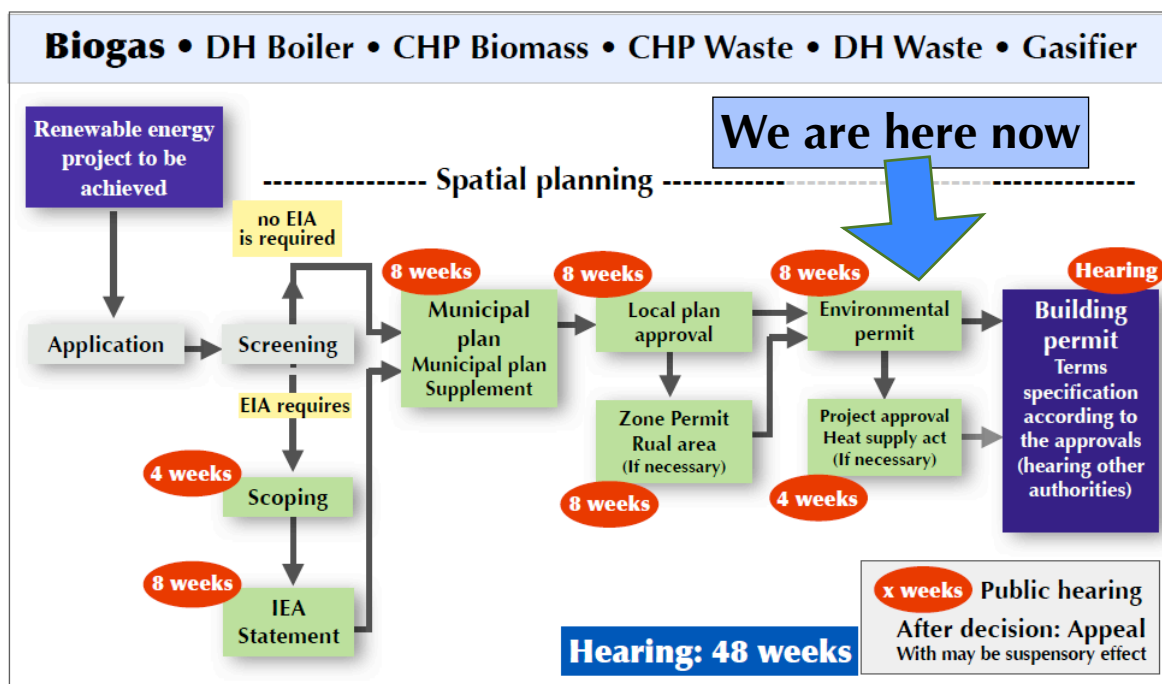 Biogas • DH Boiler • CHP Biomass • CHP Waste • DH Waste • Gasifier
Renewable energy
project to be
achieved
We are here now
Spatial planning
no EIA
is required
8 weeks
8 weeks
8 weeks
Hearing
Application
Screening
Municipal
plan
Municipal plan
Supplement
Local plan
approval
Environmental
permit
Building
permit
Terms
specification
according to
the approvals
(hearing other
authorities)
EIA requires
Zone Permit
Rual area
(If necessary)
8 weeks
Project approval
Heat supply act
(If necessary)
4 weeks
4 weeks
Scoping
8 weeks
IEA
Statement
Hearing: 48 weeks
x weeks Public hearing
After decision: Appeal
With may be suspensory effect